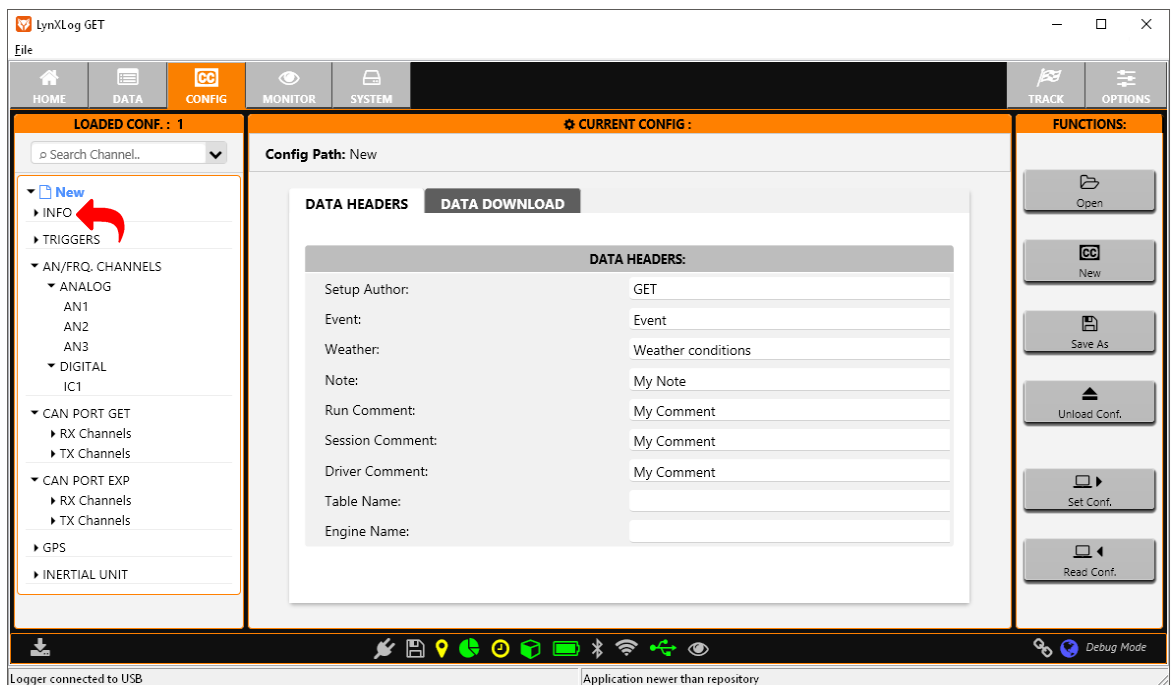 LynXLog GET
File
HOME
DATA
CONFIG
MONITOR
SYSTEM
TRACK
OPTIONS
LOADED CONF. : 1
Search Channel..
New
INFO
TRIGGERS
AN/FRQ. CHANNELS
ANALOG
AN1
AN2
AN3
DIGITAL
IC1
CAN PORT GET
RX Channels
TX Channels
CAN PORT EXP
RX Channels
TX Channels
GPS
INERTIAL UNIT
CURRENT CONFIG :
Config Path: New
DATA HEADERS
DATA DOWNLOAD
DATA HEADERS:
Setup Author: GET
Event: Event
Weather: Weather conditions
Note: My Note
Run Comment: My Comment
Session Comment: My Comment
Driver Comment: My Comment
Table Name:
Engine Name:
FUNCTIONS:
Open
CC
New
Save As
Unload Conf.
Set Conf.
Read Conf.
Debug Mode
Logger connected to USB
Application newer than repository